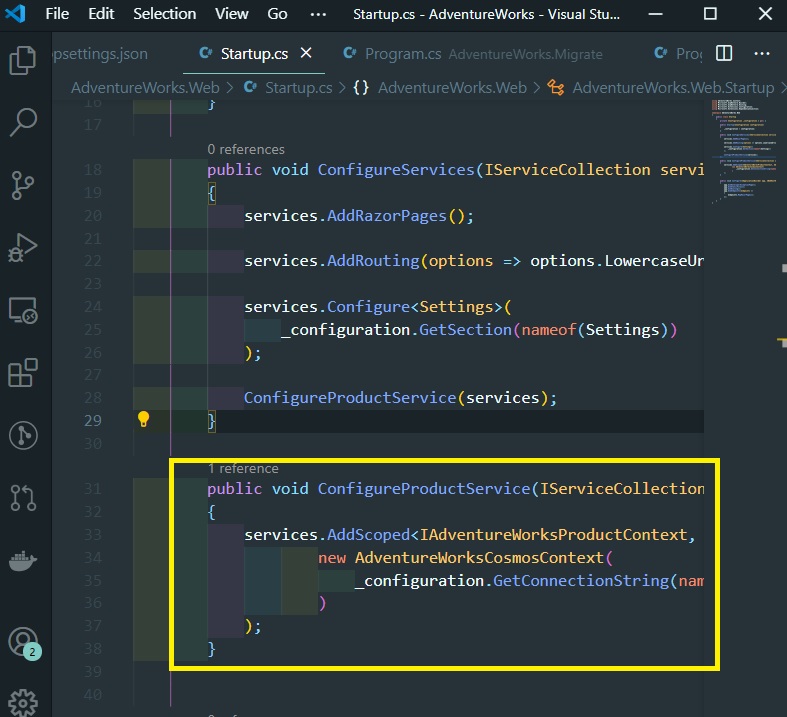 File Edit Selection View Go ··· Startup.cs - AdventureWorks - Visual Stu...
psettings.json Startup.cs Program.cs AdventureWorks.Migrate
AdventureWorks.Web > Startup.cs > {} AdventureWorks.Web > AdventureWorks.Web.Startup >
16 }
17
0 references
18 public void ConfigureServices(IServiceCollection servi
19 {
20 services.AddRazorPages();
21
22 services.AddRouting(options => options.LowercaseUr
23
24 services.Configure<Settings>(
25 _configuration.GetSection(nameof(Settings))
26 );
27
28 ConfigureProductService(services);
29 }
30
1 reference
31 public void ConfigureProductService(IServiceCollection
32 {
33 services.AddScoped<IAdventureWorksProductContext,
34 new AdventureWorksCosmosContext(
35 _configuration.GetConnectionString(nam
36 )
37 );
38 }
39
40
2